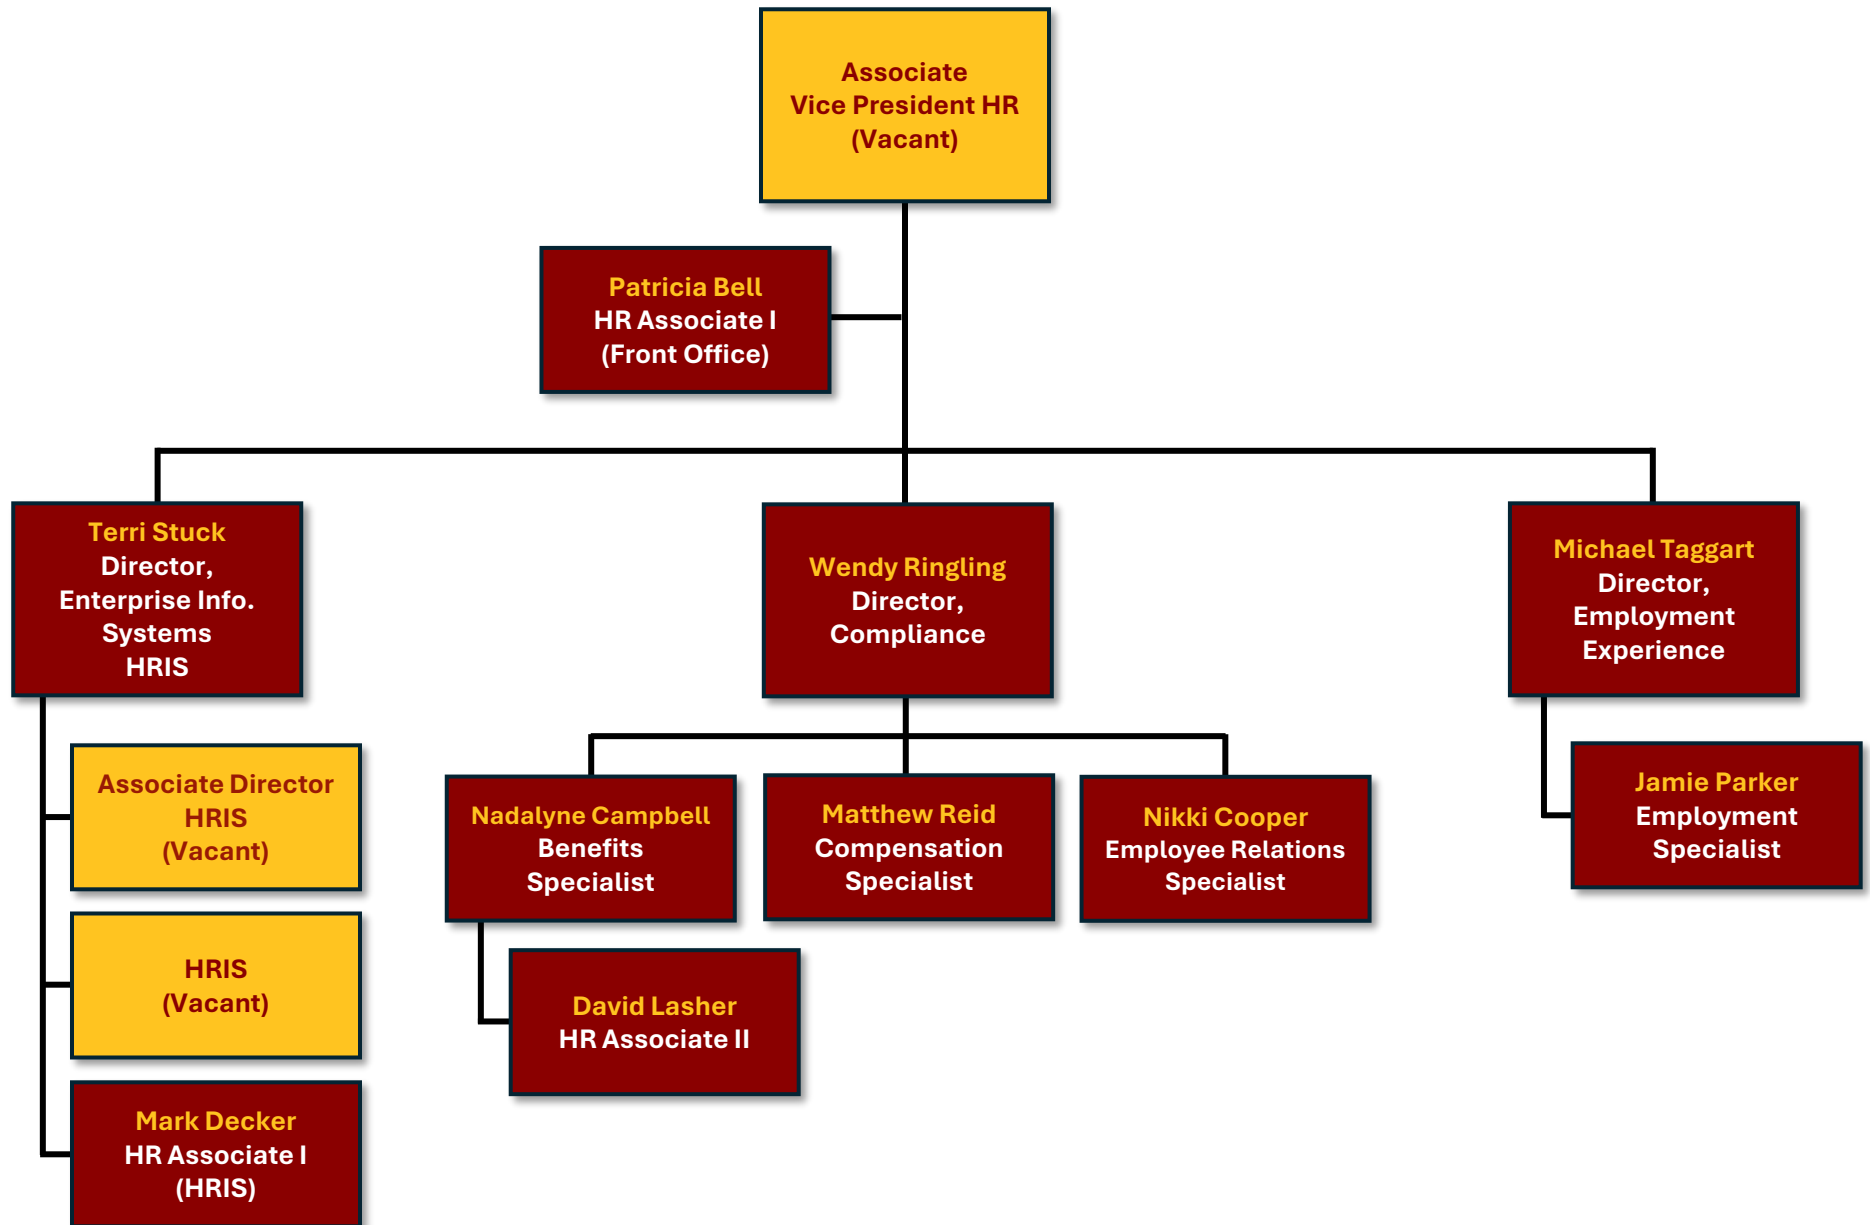 Associate
Vice President HR
(Vacant)
Patricia Bell
HR Associate I
(Front Office)
Terri Stuck
Director,
Enterprise Info.
Systems
HRIS
Wendy Ringling
Director,
Compliance
Michael Taggart
Director,
Employment
Experience
Associate Director
HRIS
(Vacant)
HRIS
(Vacant)
Mark Decker
HR Associate I
(HRIS)
Nadalyne Campbell
Benefits
Specialist
David Lasher
HR Associate II
Matthew Reid
Compensation
Specialist
Nikki Cooper
Employee Relations
Specialist
Jamie Parker
Employment
Specialist